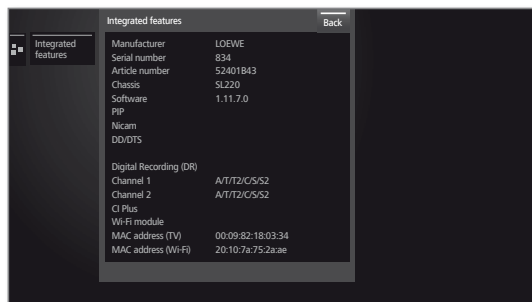 Integrated features
Back
Integrated
features
Manufacturer LOEWE
Serial number 834
Article number 52401B43
Chassis SL220
Software 1.11.7.0
PIP
Nicam
DD/DTS
Digital Recording (DR)
Channel 1 A/T/T2/C/S/S2
Channel 2 A/T/T2/C/S/S2
CI Plus
Wi-Fi module
MAC address (TV) 00:09:82:18:03:34
MAC address (Wi-Fi) 20:10:7a:75:2a:ae